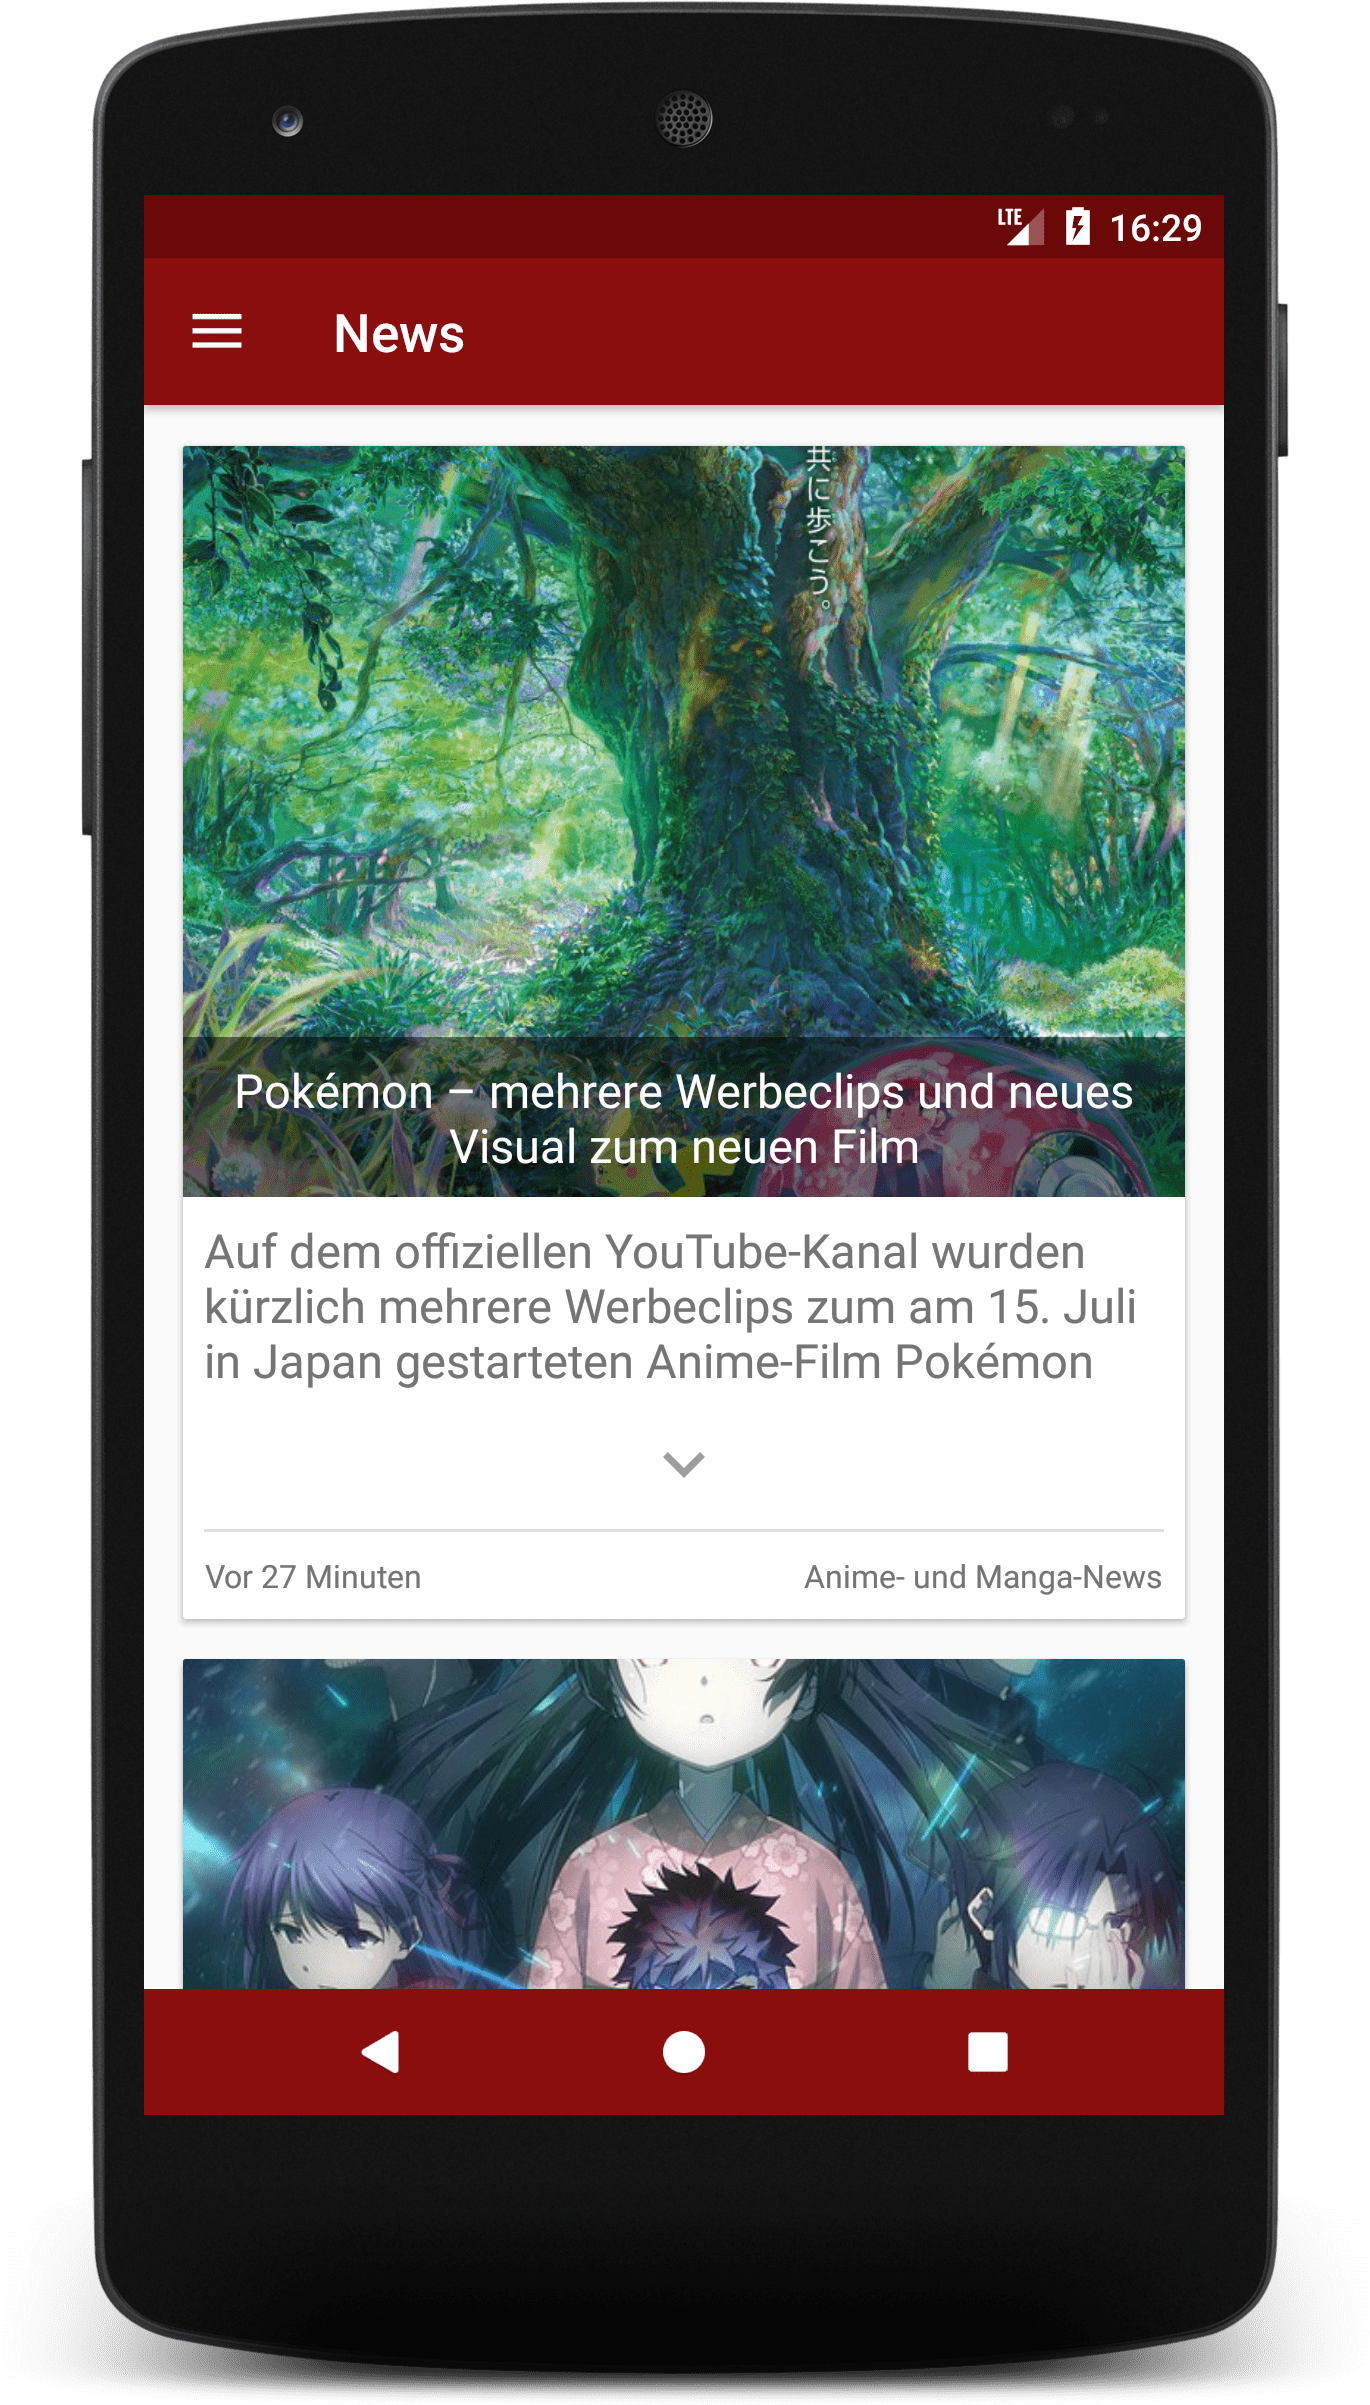 LTE 16:29
News
共に歩こう。
Pokémon – mehrere Werbeclips und neues
Visual zum neuen Film
Auf dem offiziellen YouTube-Kanal wurden
kürzlich mehrere Werbeclips zum am 15. Juli
in Japan gestarteten Anime-Film Pokémon
Vor 27 Minuten
Anime- und Manga-News